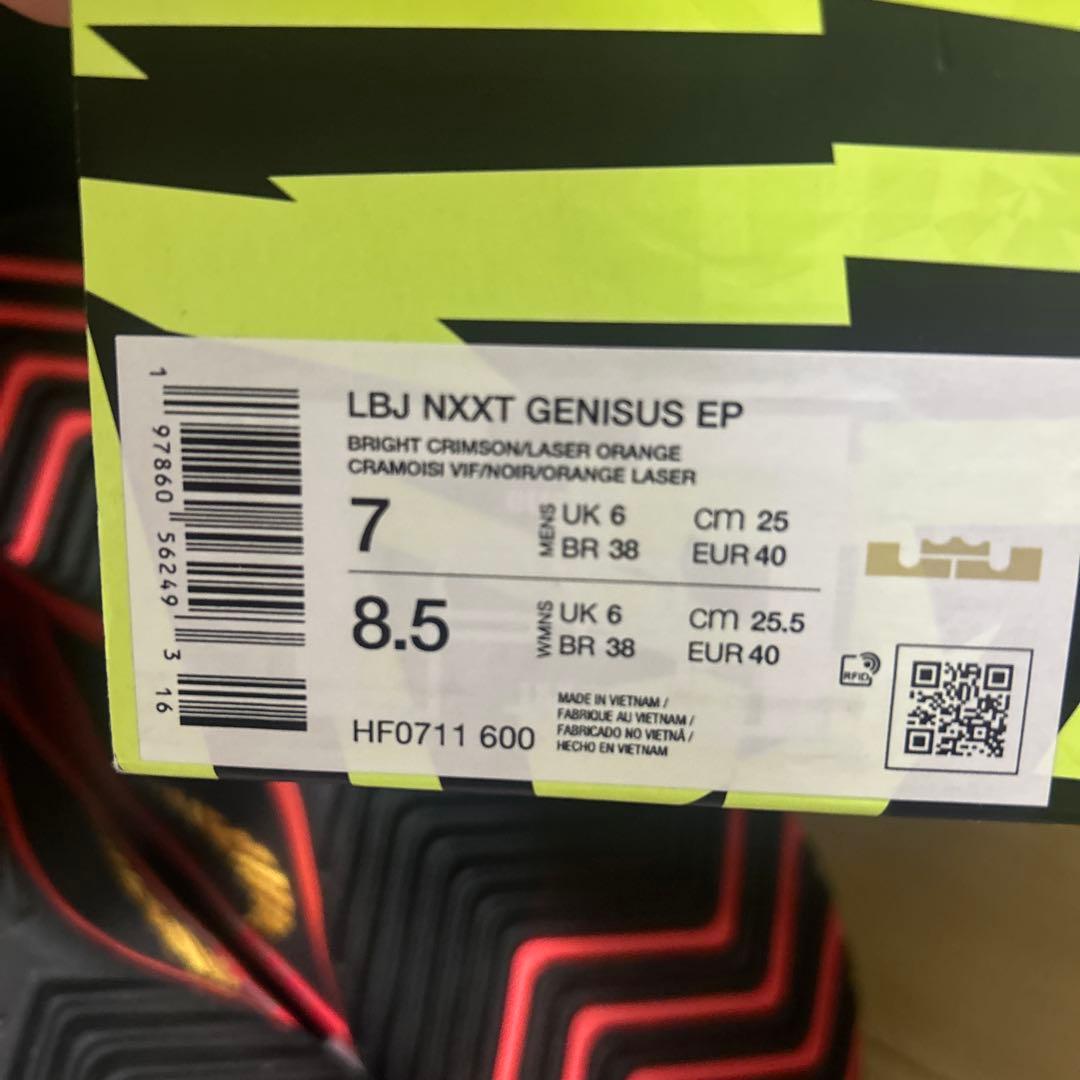 LBJ NXXT GENISUS EP
BRIGHT CRIMSON/LASER ORANGE
CRAMOISI VIF/NOIR/ORANGE LASER
7 MENS UK 6 cm 25
BR 38 EUR 40
8.5 WMNS UK 6 cm 25.5
BR 38 EUR 40
HF0711 600
MADE IN VIETNAM /
FABRIQUE AU VIETNAM /
FABRICADO NO VIETNÃ /
HECHO EN VIETNAM
RFID
1 97860 56249 3 16